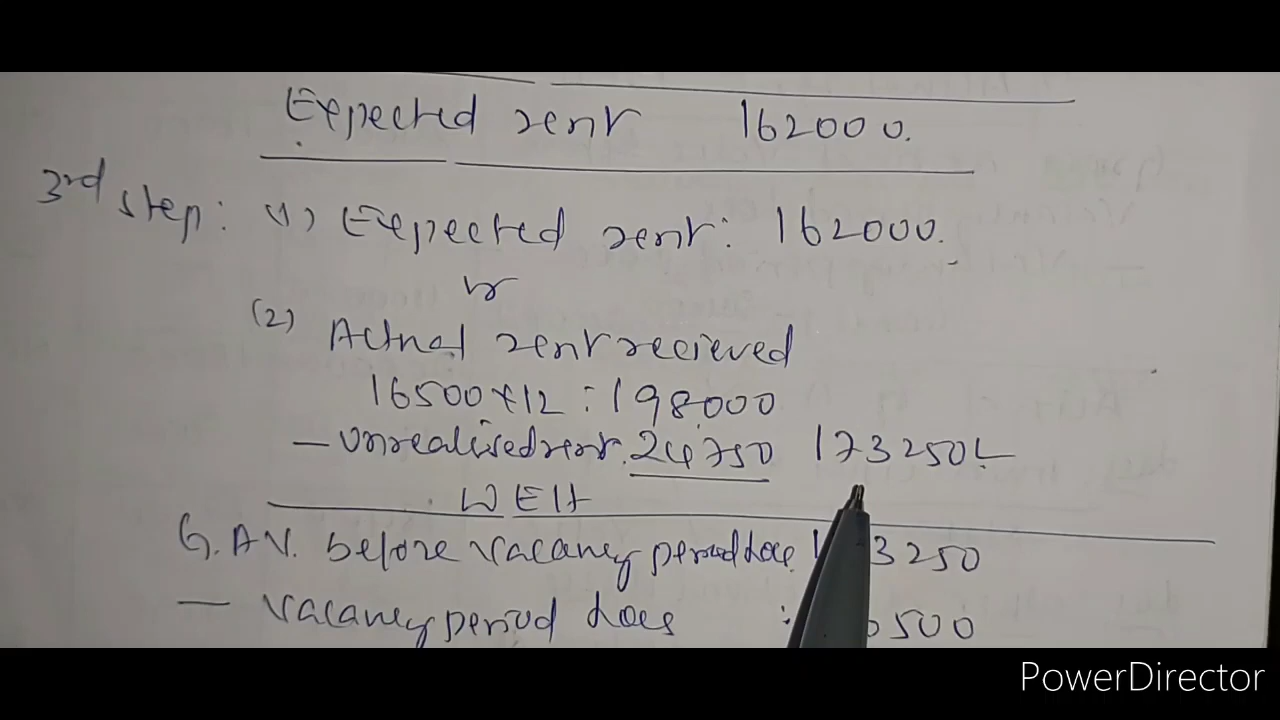 Expected rent 162000.
3rd step: (1) Expected rent: 162000.
or
(2) Actual rent recieved
16500×12 : 198000
— Unrealised rent. 24750 173250/-
W E H
G.A.V. before vacancy period loss 3250
— vacancy period loss : 500
PowerDirector